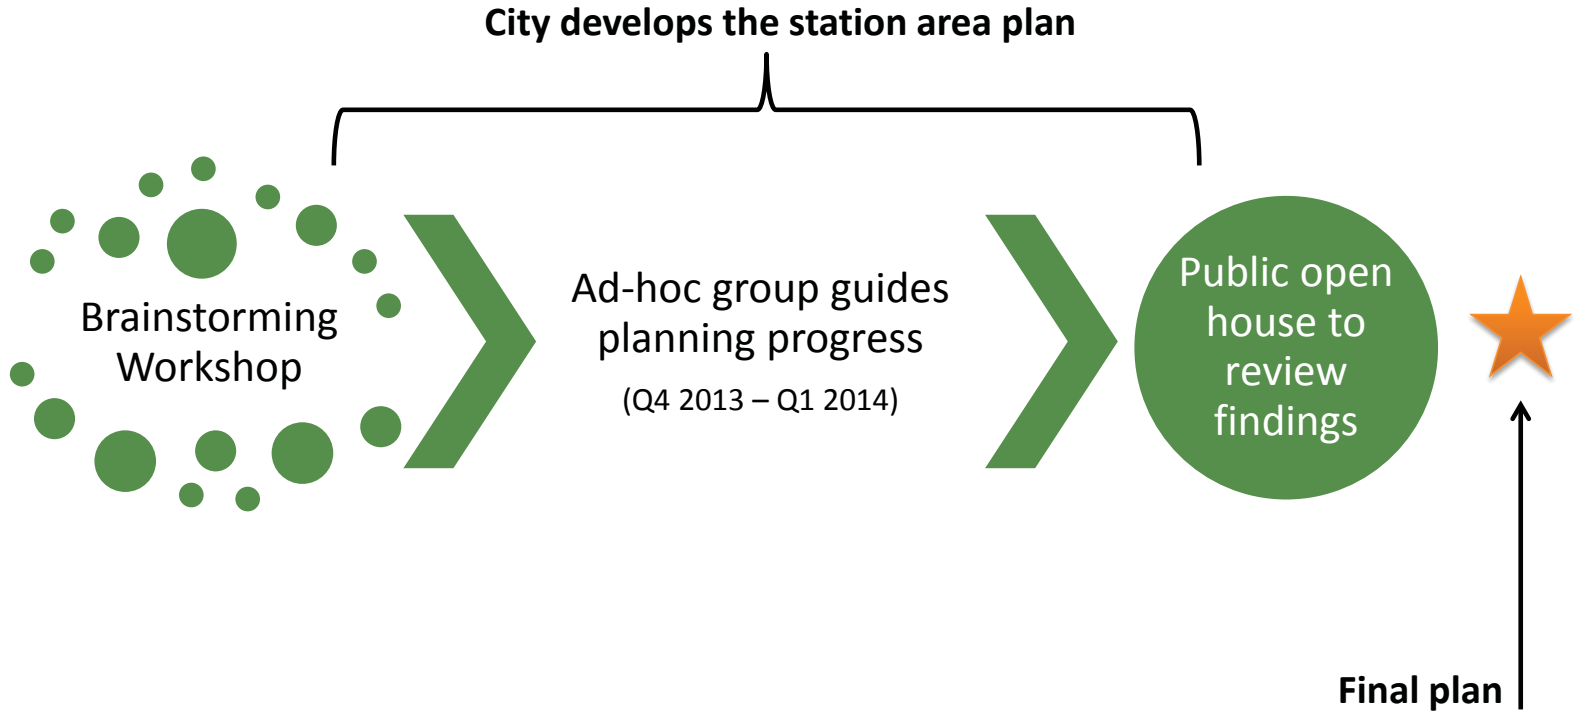 City develops the station area plan
Brainstorming
Workshop
Ad-hoc group guides
planning progress
(Q4 2013 – Q1 2014)
Public open
house to
review
findings
Final plan